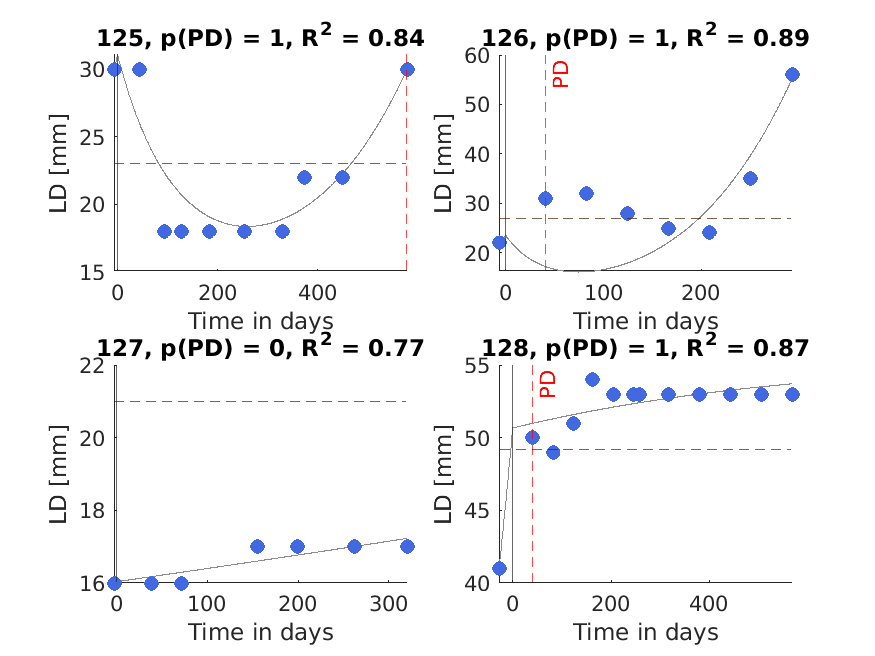 125, p(PD) = 1, R² = 0.84
30
25
20
15
LD [mm]
0
200
400
Time in days
126, p(PD) = 1, R² = 0.89
60
50
40
30
20
LD [mm]
PD
0
100
200
Time in days
127, p(PD) = 0, R² = 0.77
22
20
18
16
LD [mm]
0
100
200
300
Time in days
128, p(PD) = 1, R² = 0.87
55
50
45
40
LD [mm]
PD
0
200
400
Time in days